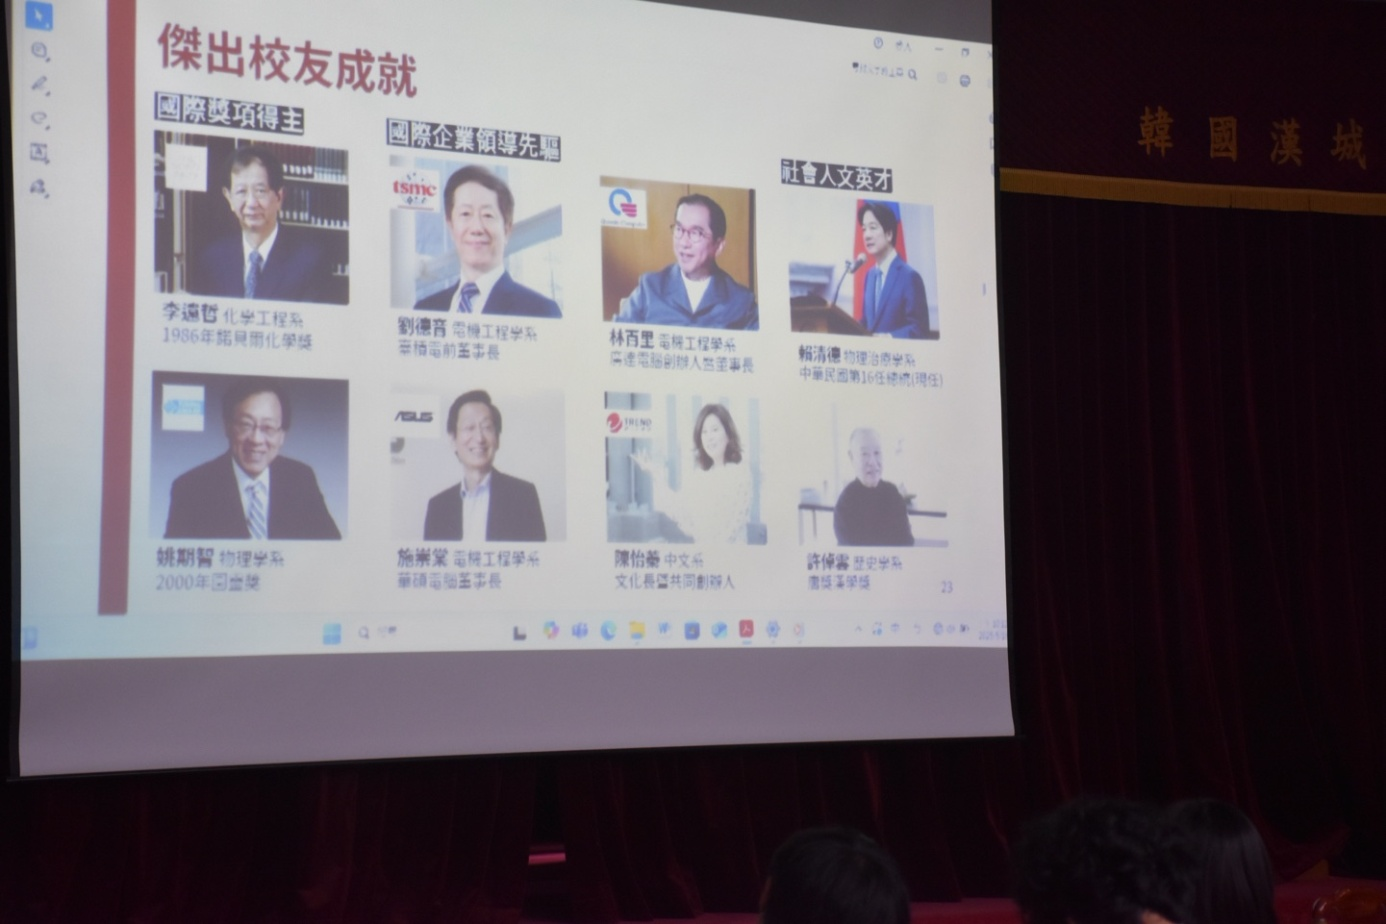 傑出校友成就
國際獎項得主
國際企業領導先驅
社會人文英才
tsmc
李遠哲 化學工程系
1986年諾貝爾化學獎
劉德音 電機工程學系
臺積電前董事長
林百里 電機工程學系
廣達電腦創辦人暨董事長
賴清德 物理治療學系
中華民國第16任總統(現任)
ASUS
TREND
姚期智 物理學系
2000年圖靈獎
施崇棠 電機工程學系
華碩電腦董事長
陳怡蓁 中文系
文化長暨共同創辦人
許倬雲 歷史學系
唐獎漢學獎
23
韓國漢城